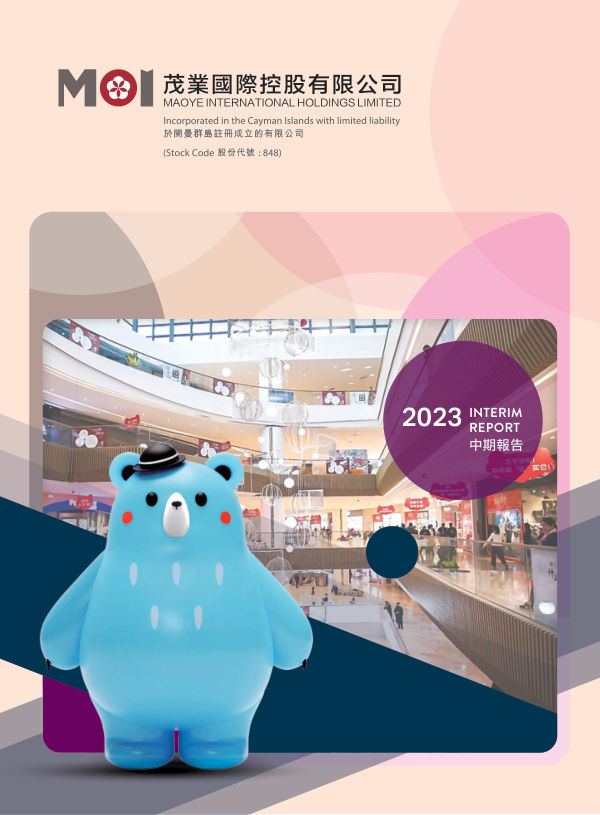 MOI
茂業國際控股有限公司
MAOYE INTERNATIONAL HOLDINGS LIMITED
Incorporated in the Cayman Islands with limited liability
於開曼群島註冊成立的有限公司
(Stock Code 股份代號 : 848)
2023 INTERIM
REPORT
中期報告
买它!